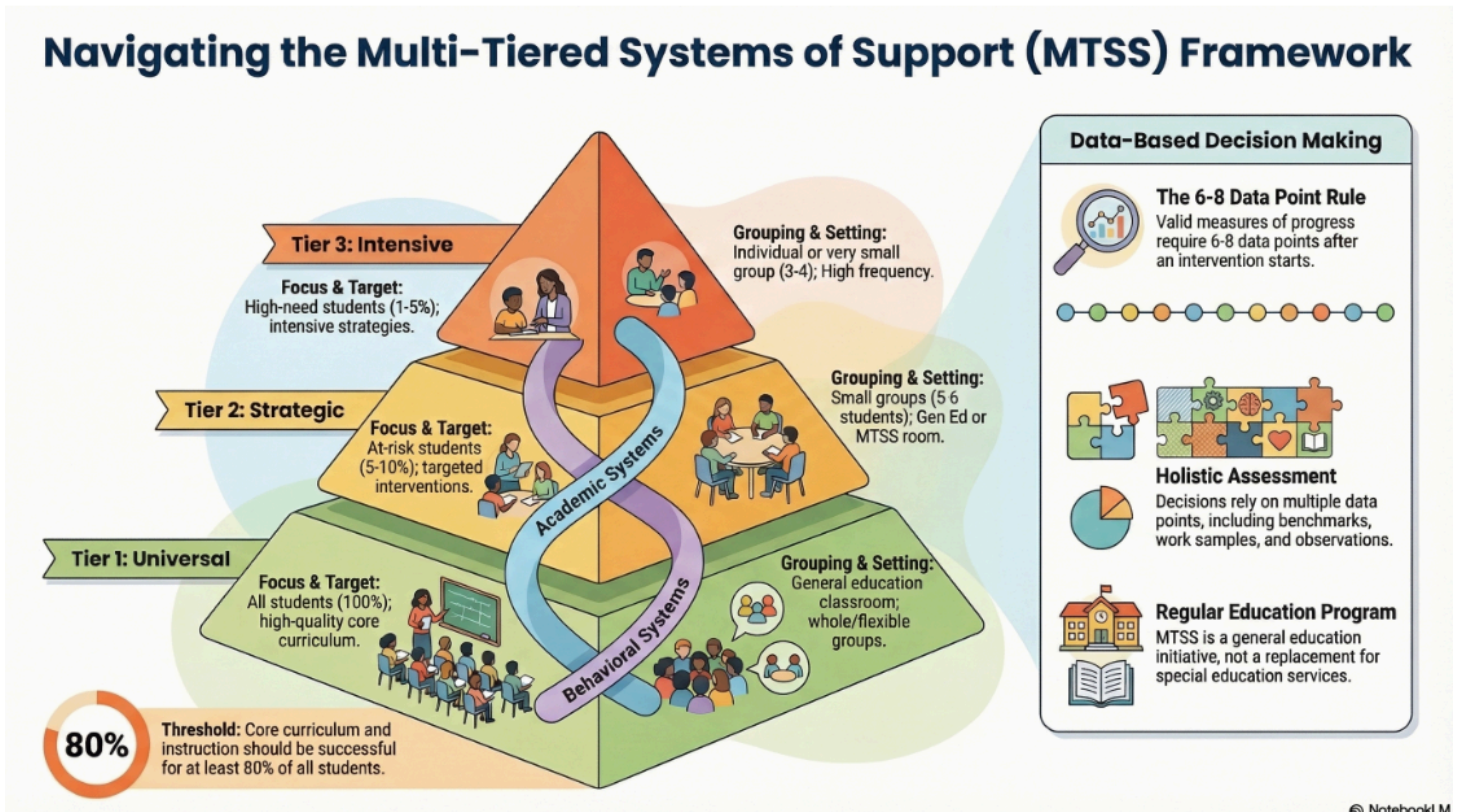 Navigating the Multi-Tiered Systems of Support (MTSS) Framework
Tier 3: Intensive
Focus & Target:
High-need students (1-5%);
intensive strategies.
Grouping & Setting:
Individual or very small
group (3-4); High frequency.
Tier 2: Strategic
Focus & Target:
At-risk students
(5-10%); targeted
interventions.
Grouping & Setting:
Small groups (5 6
students); Gen Ed or
MTSS room.
Academic Systems
Behavioral Systems
Tier 1: Universal
Focus & Target:
All students (100%);
high-quality core
curriculum.
Grouping & Setting:
General education
classroom;
whole/flexible
groups.
80%
Threshold: Core curriculum and
instruction should be successful
for at least 80% of all students.
Data-Based Decision Making
The 6-8 Data Point Rule
Valid measures of progress
require 6-8 data points after
an intervention starts.
Holistic Assessment
Decisions rely on multiple data
points, including benchmarks,
work samples, and observations.
Regular Education Program
MTSS is a general education
initiative, not a replacement for
special education services.
NotebookLM